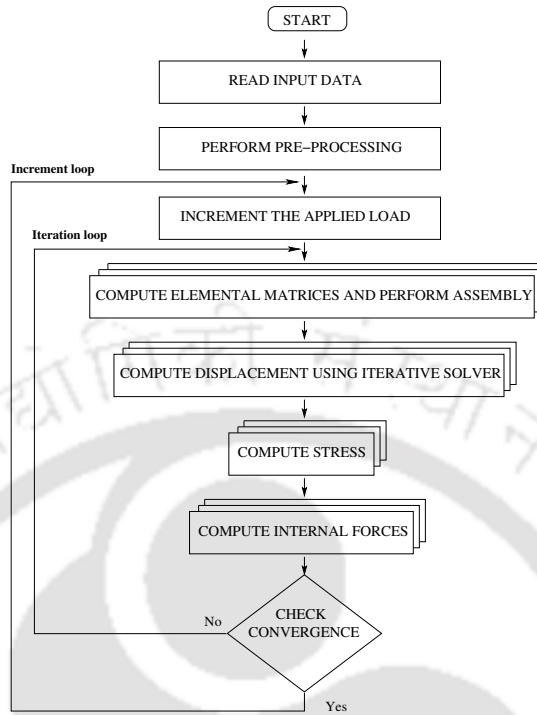 START
READ INPUT DATA
PERFORM PRE−PROCESSING
Increment loop
INCREMENT THE APPLIED LOAD
Iteration loop
COMPUTE ELEMENTAL MATRICES AND PERFORM ASSEMBLY
COMPUTE DISPLACEMENT USING ITERATIVE SOLVER
COMPUTE STRESS
COMPUTE INTERNAL FORCES
CHECK
CONVERGENCE
No
Yes